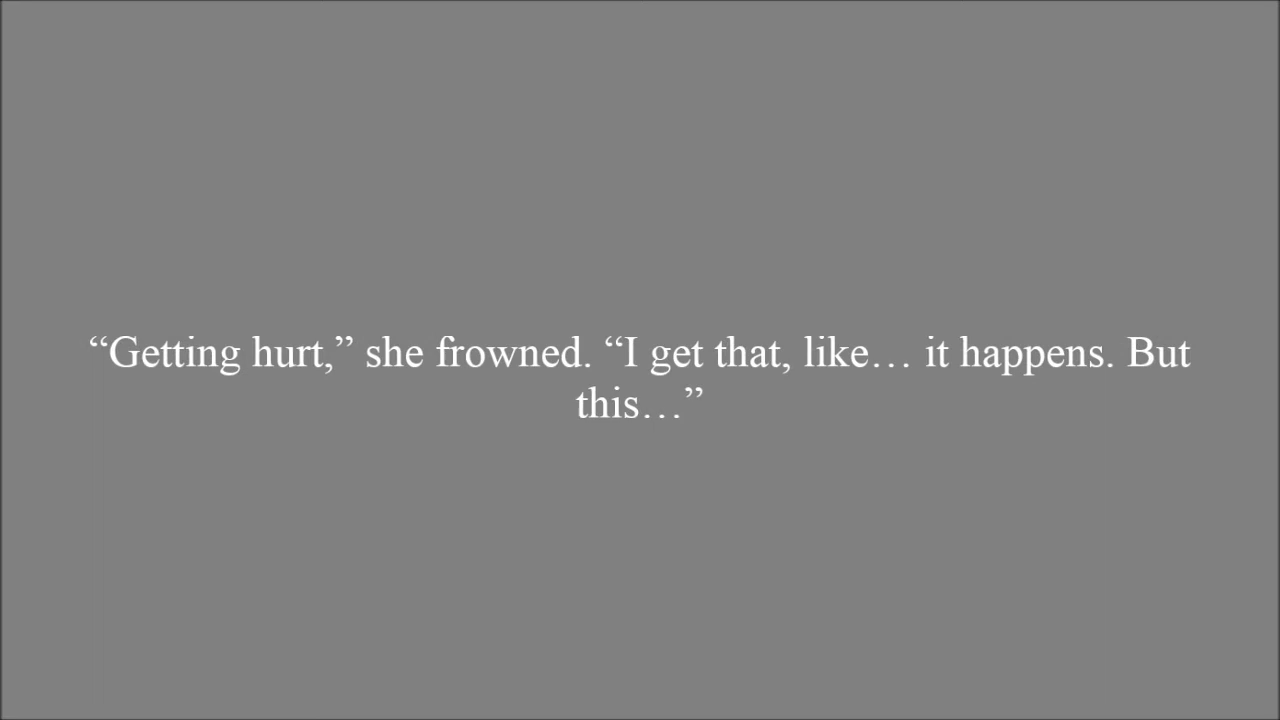 “Getting hurt,” she frowned. “I get that, like… it happens. But
this…”